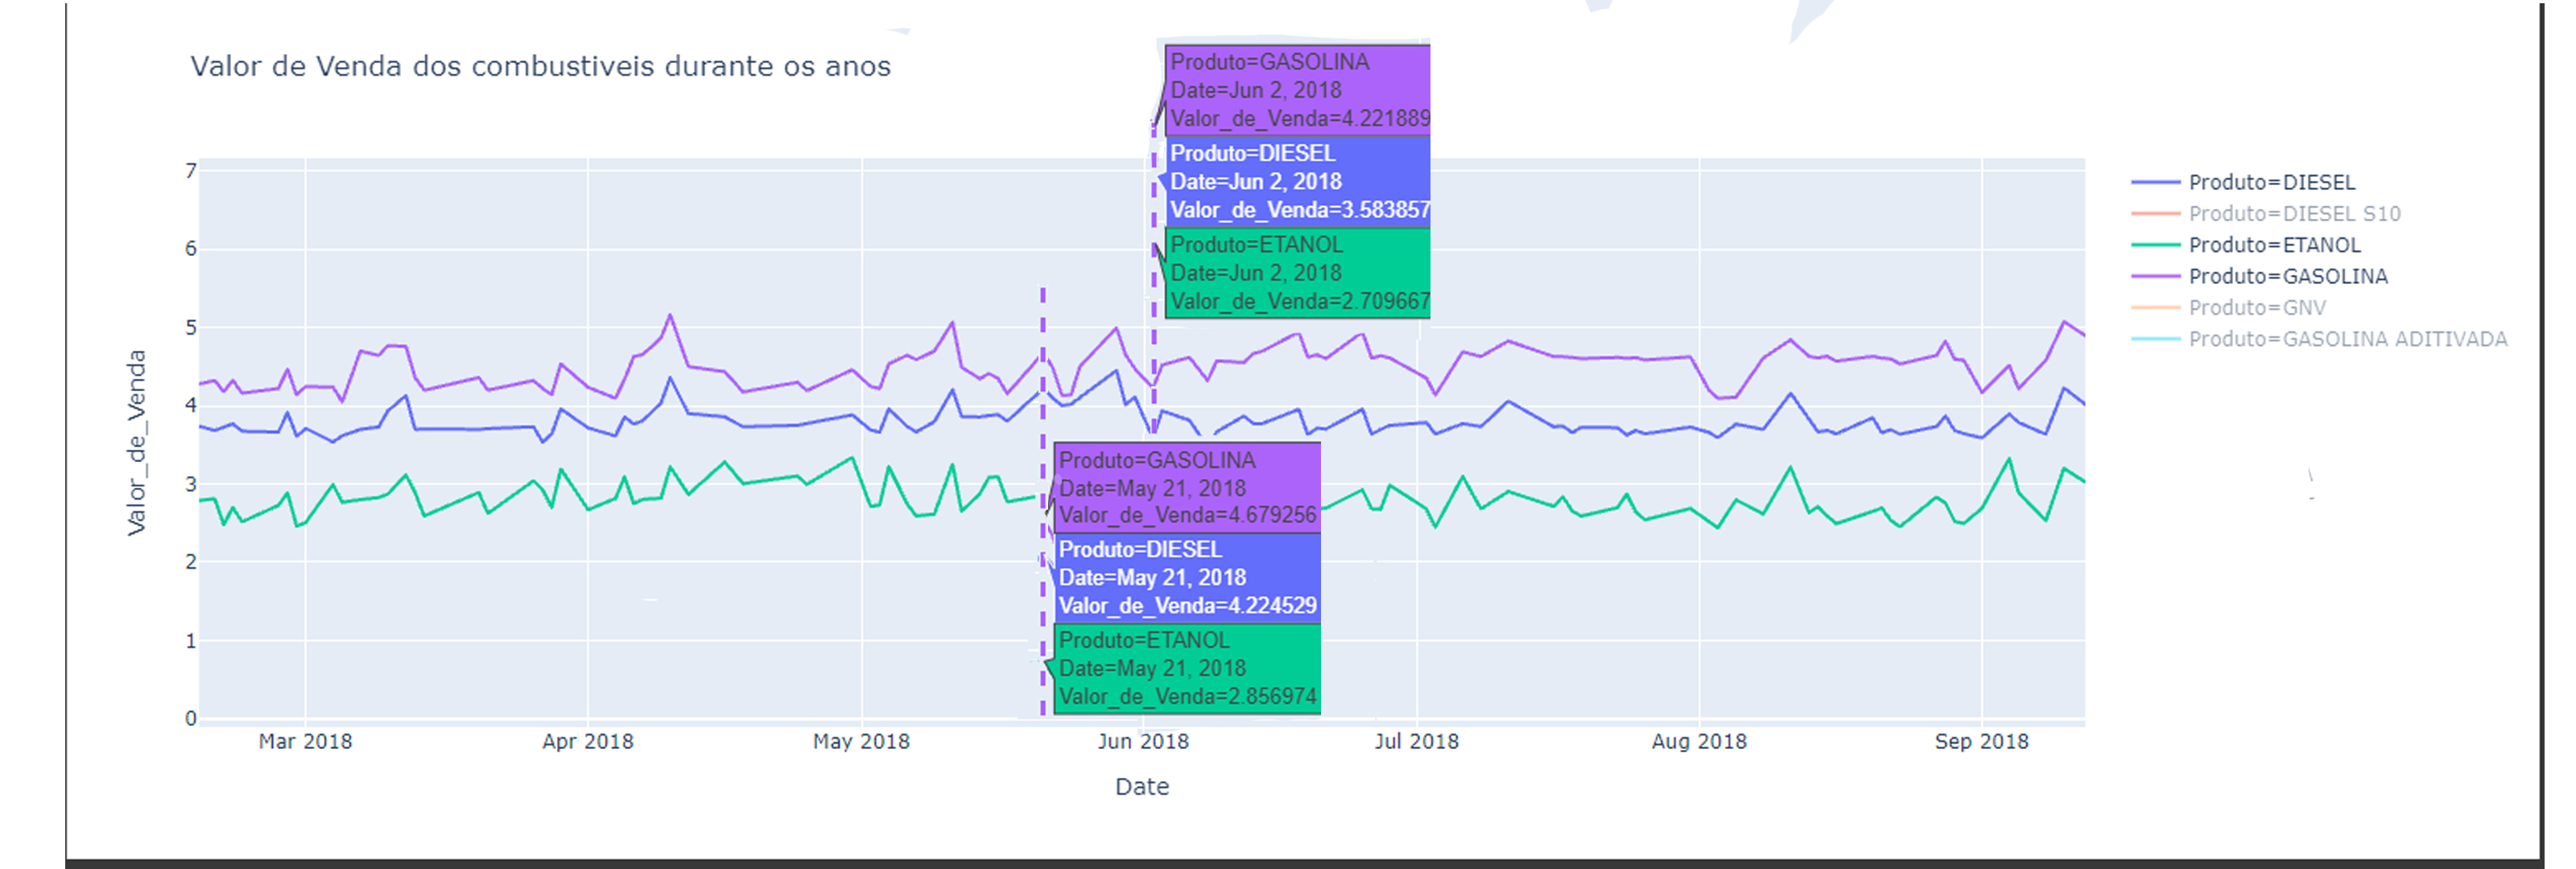 Valor de Venda dos combustiveis durante os anos
Produto=GASOLINA
Date=Jun 2, 2018
Valor_de_Venda=4.221889
Produto=DIESEL
Date=Jun 2, 2018
Valor_de_Venda=3.583857
Produto=ETANOL
Date=Jun 2, 2018
Valor_de_Venda=2.709667
Produto=DIESEL
Produto=DIESEL S10
Produto=ETANOL
Produto=GASOLINA
Produto=GNV
Produto=GASOLINA ADITIVADA
Valor_de_Venda
7
6
5
4
3
2
1
0
Produto=GASOLINA
Date=May 21, 2018
Valor_de_Venda=4.679256
Produto=DIESEL
Date=May 21, 2018
Valor_de_Venda=4.224529
Produto=ETANOL
Date=May 21, 2018
Valor_de_Venda=2.856974
Mar 2018 Apr 2018 May 2018 Jun 2018 Jul 2018 Aug 2018 Sep 2018
Date